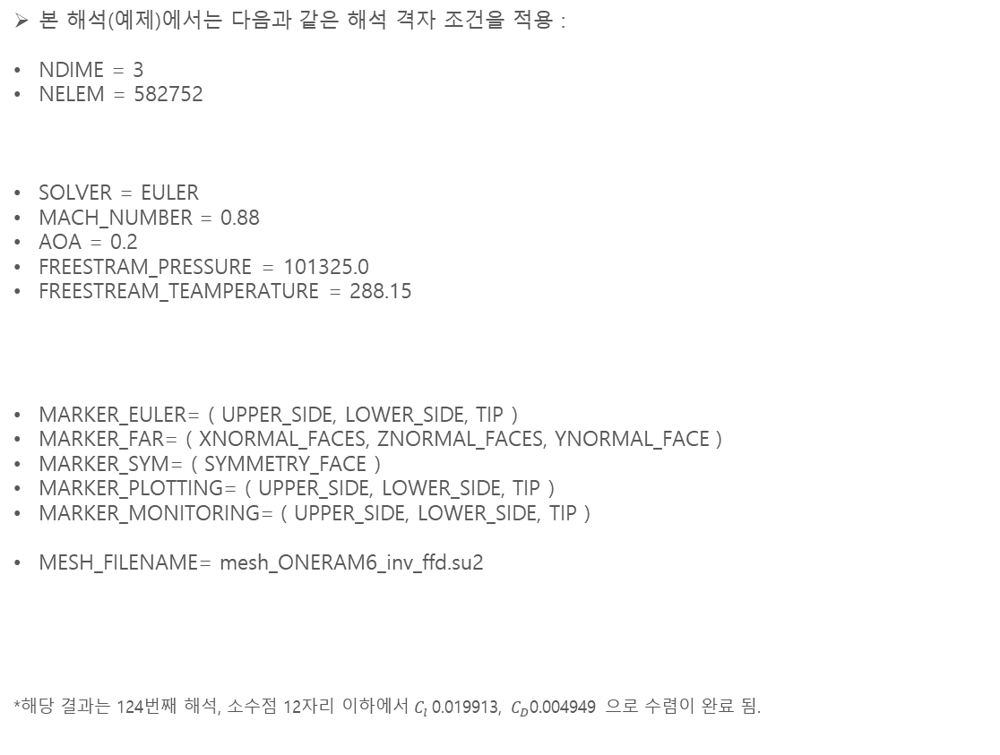 ➢ 본 해석(예제)에서는 다음과 같은 해석 격자 조건을 적용 :
• NDIME = 3
• NELEM = 582752
• SOLVER = EULER
• MACH_NUMBER = 0.88
• AOA = 0.2
• FREESTRAM_PRESSURE = 101325.0
• FREESTREAM_TEAMPERATURE = 288.15
• MARKER_EULER= ( UPPER_SIDE, LOWER_SIDE, TIP )
• MARKER_FAR= ( XNORMAL_FACES, ZNORMAL_FACES, YNORMAL_FACE )
• MARKER_SYM= ( SYMMETRY_FACE )
• MARKER_PLOTTING= ( UPPER_SIDE, LOWER_SIDE, TIP )
• MARKER_MONITORING= ( UPPER_SIDE, LOWER_SIDE, TIP )
• MESH_FILENAME= mesh_ONERAM6_inv_ffd.su2
*해당 결과는 124번째 해석, 소수점 12자리 이하에서 C_l 0.019913, C_D0.004949 으로 수렴이 완료 됨.